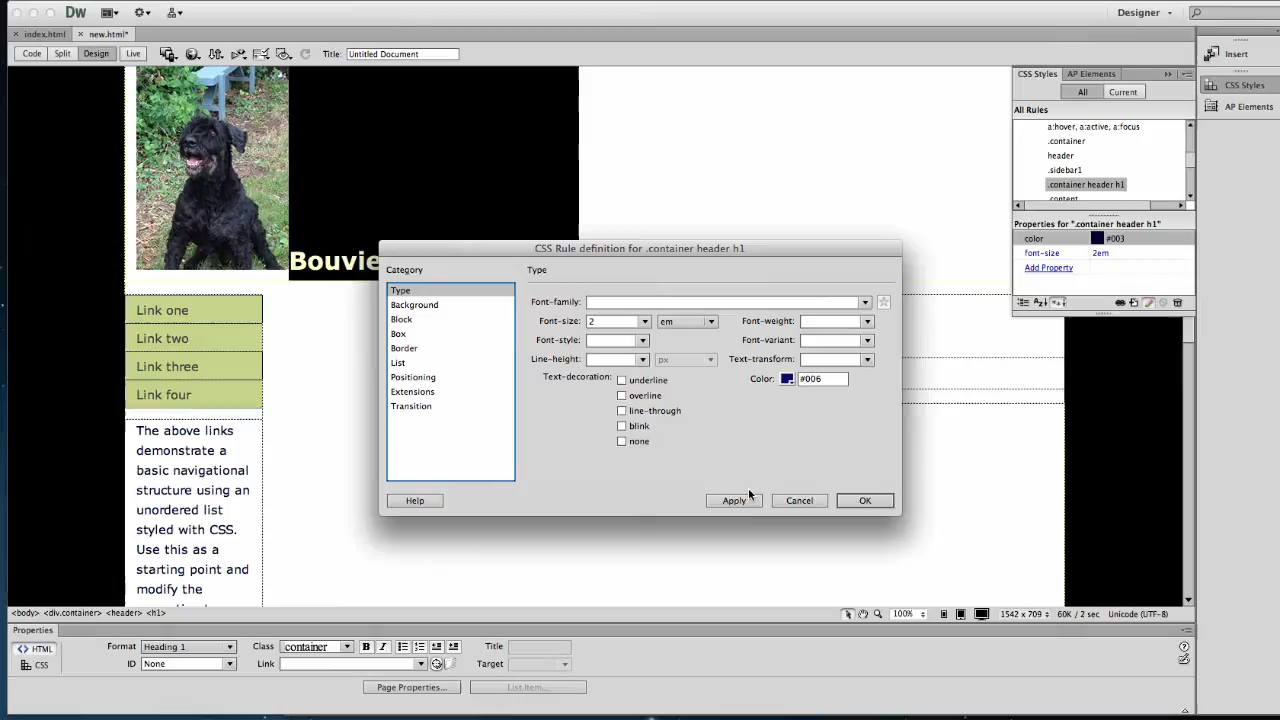 Dw
Designer
index.html
new.html*
Code
Split
Design
Live
Title:
Untitled Document
Insert
CSS Styles
AP Elements
CSS Styles
AP Elements
All
Current
All Rules
a:hover, a:active, a:focus
.container
header
.sidebar1
.container header h1
.content
Properties for ".container header h1"
color
#003
font-size
2em
Add Property
Bouvie
Link one
Link two
Link three
Link four
The above links
demonstrate a
basic navigational
structure using an
unordered list
styled with CSS.
Use this as a
starting point and
modify the
CSS Rule definition for .container header h1
Category
Type
Background
Block
Box
Border
List
Positioning
Extensions
Transition
Type
Font-family:
Font-size:
2
em
Font-weight:
Font-style:
Font-variant:
Line-height:
px
Text-transform:
Text-decoration:
underline
overline
line-through
blink
none
Color:
#006
Help
Apply
Cancel
OK
<body> <div.container> <header> <h1>
100%
1542 x 709
60K / 2 sec
Unicode (UTF-8)
Properties
<> HTML
CSS
Format
Heading 1
Class
container
B
I
Title
ID
None
Link
Target
Page Properties...
List Item...